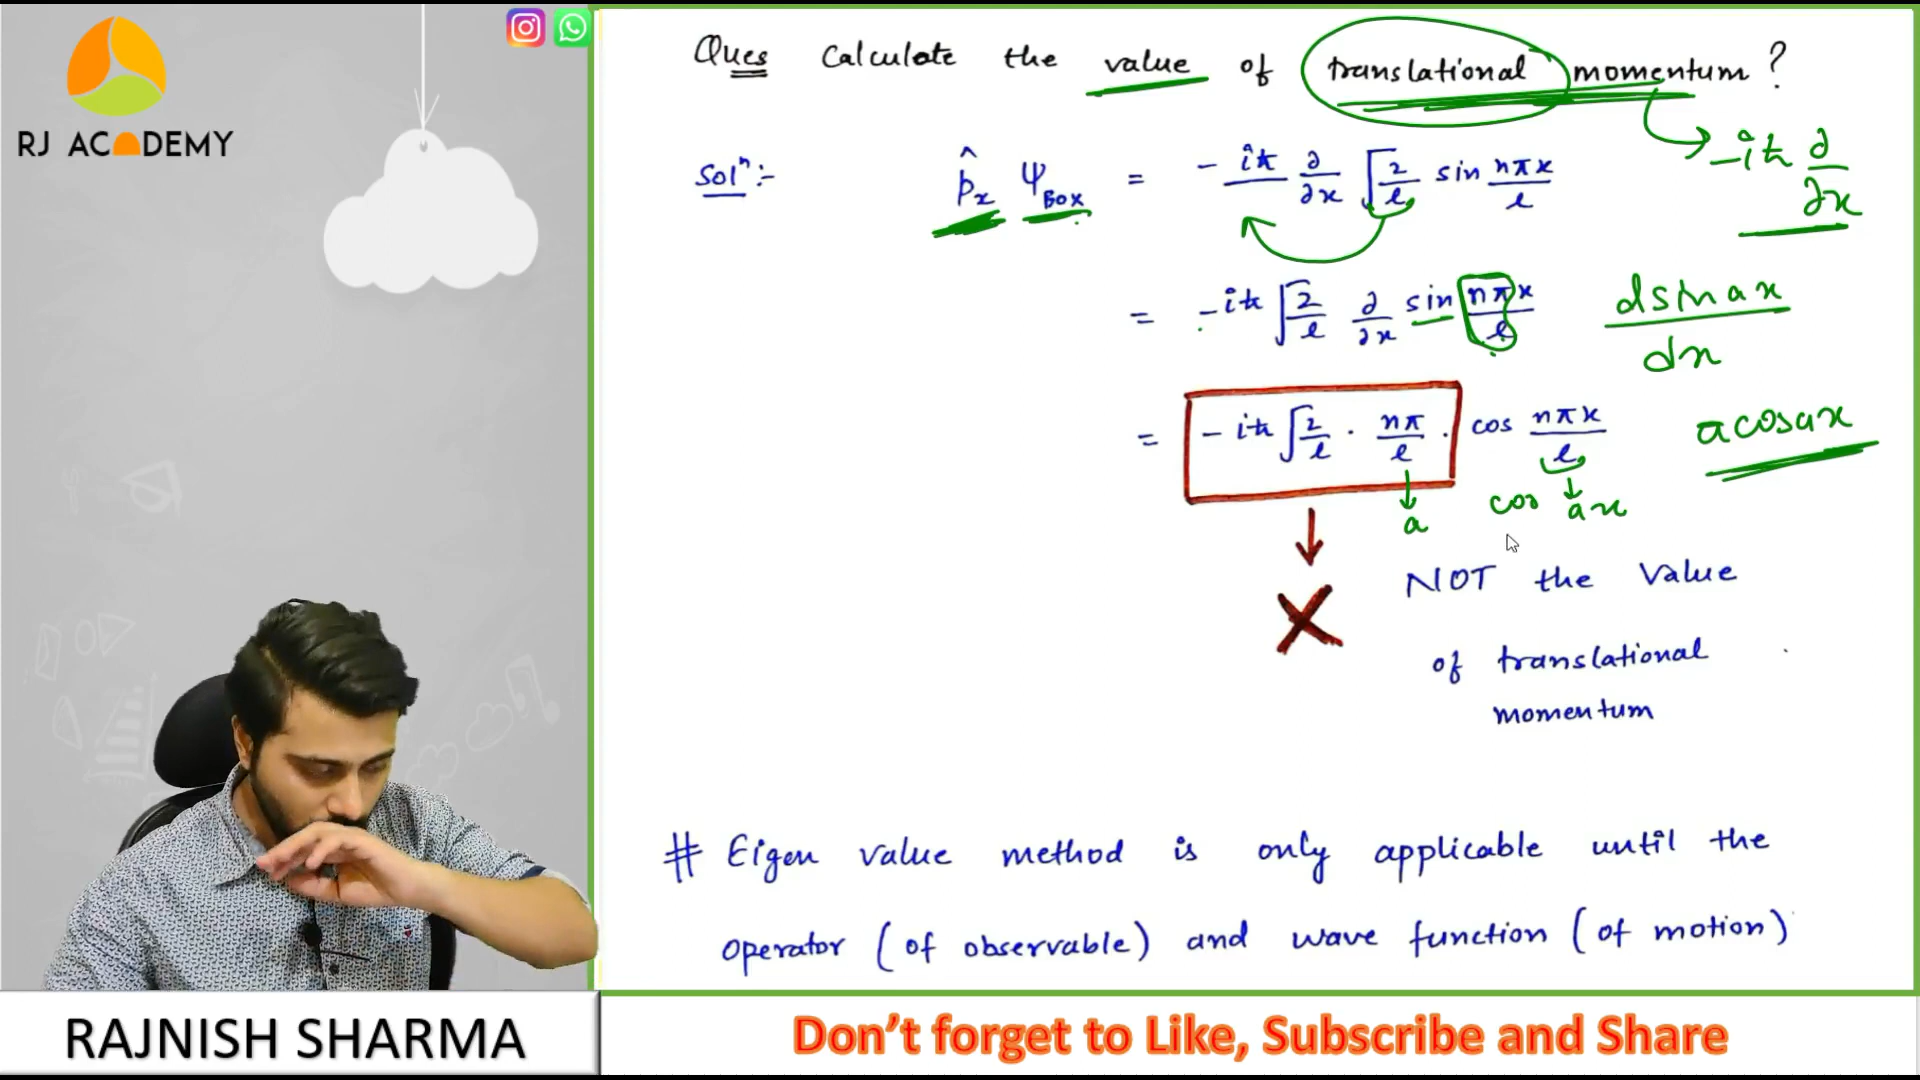 RJ ACADEMY
Ques Calculate the value of translational momentum ?
-iħ ∂/∂x
Solⁿ :- p̂ₓ ψ_Box = -iħ ∂/∂x √(2/l) sin nπx/l
= -iħ √(2/l) ∂/∂x sin nπx/l
d sin ax / dx
= -iħ √(2/l) · nπ/l · cos nπx/l
a cos ax
a
cos ax
NOT the Value
of translational
momentum
# Eigen value method is only applicable until the
operator (of observable) and wave function (of motion)
RAJNISH SHARMA
Don’t forget to Like, Subscribe and Share